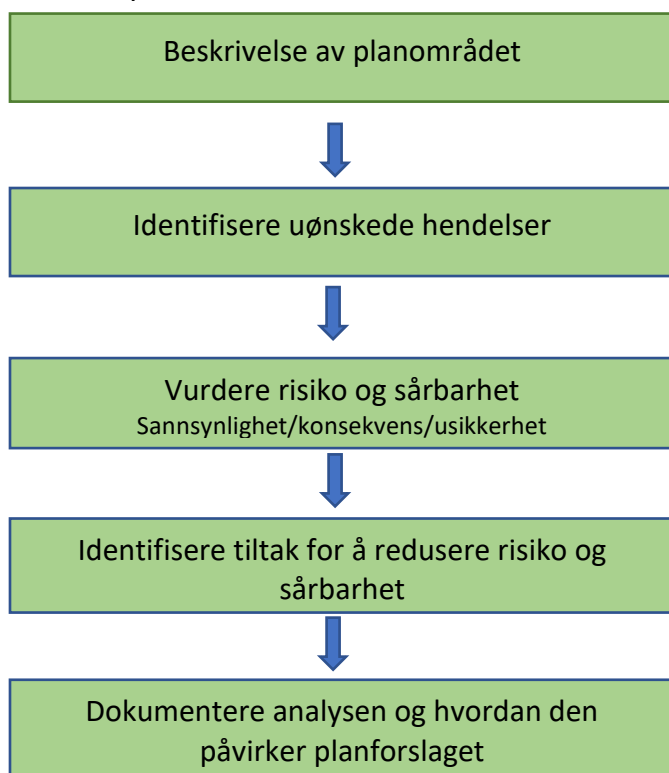 Beskrivelse av planområdet
Identifisere uønskede hendelser
Vurdere risiko og sårbarhet
Sannsynlighet/konsekvens/usikkerhet
Identifisere tiltak for å redusere risiko og
sårbarhet
Dokumentere analysen og hvordan den
påvirker planforslaget